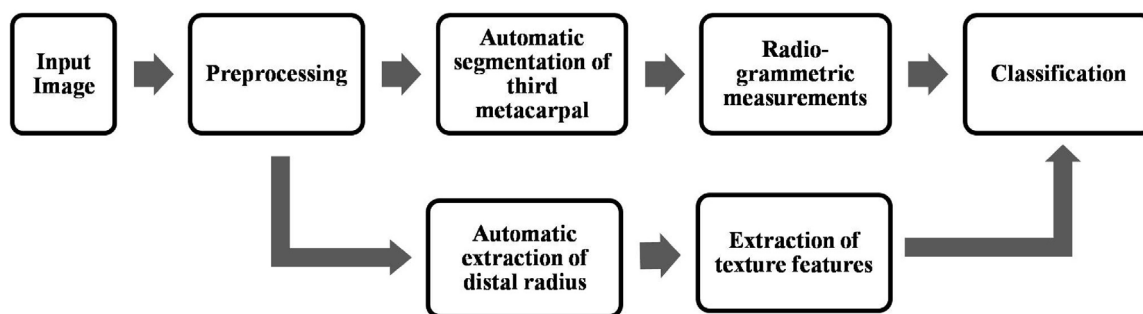 Input
Image
Preprocessing
Automatic
segmentation of
third
metacarpal
Radio-
grammetric
measurements
Classification
Automatic
extraction of
distal radius
Extraction of
texture features